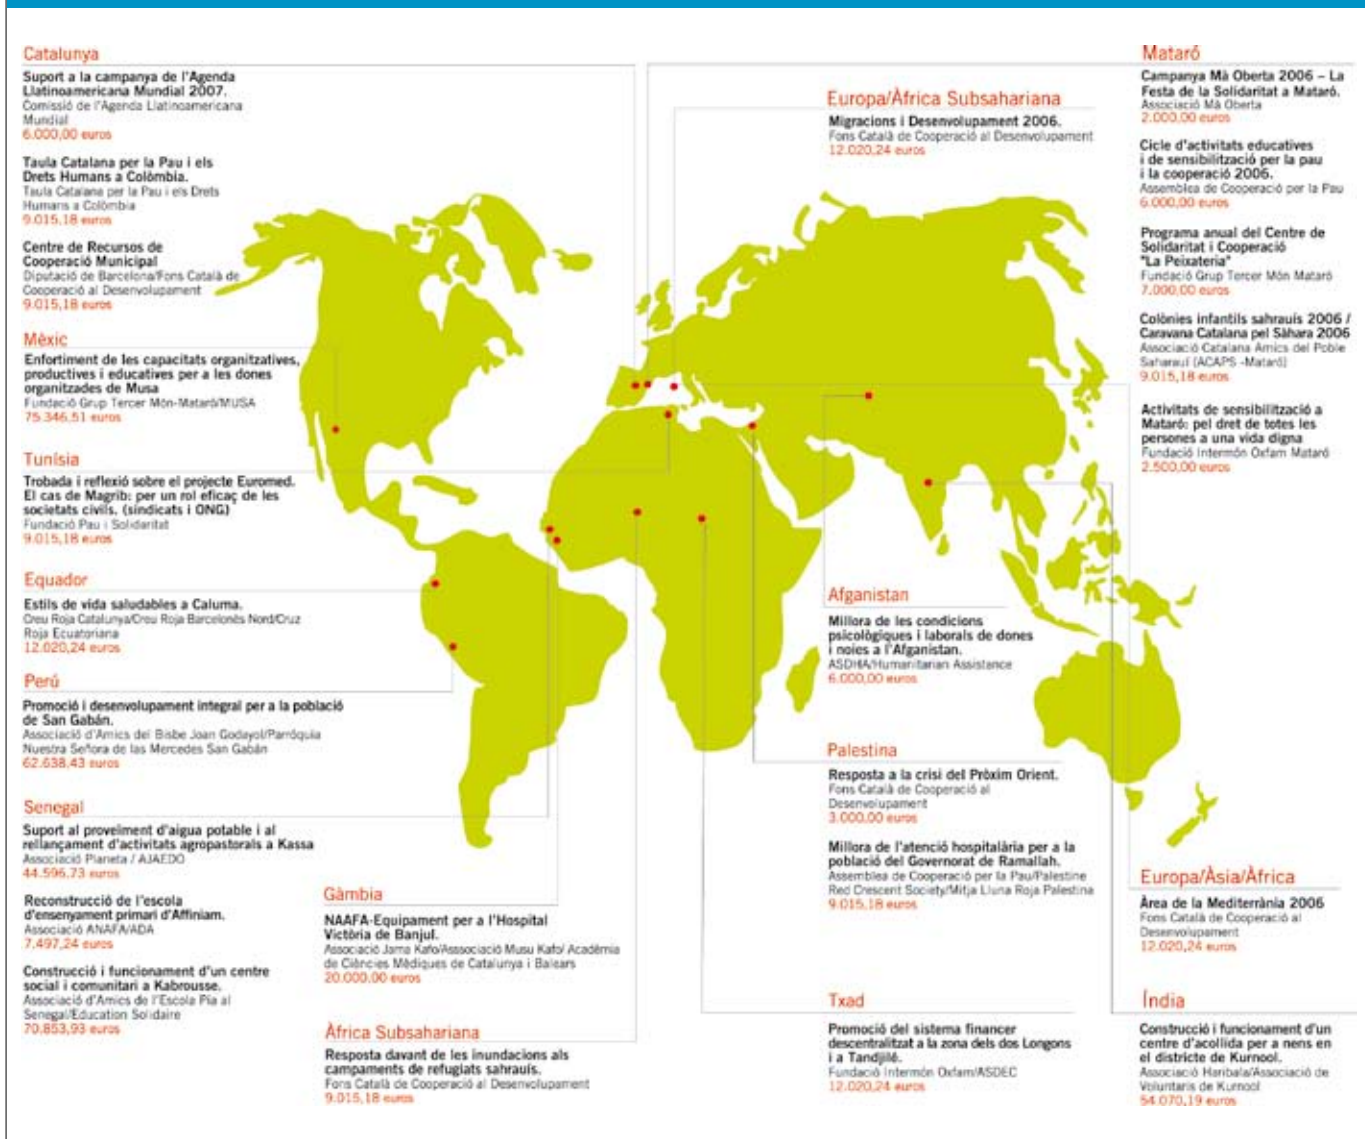 Catalunya
Suport a la campanya de l'Agenda
Llatinoamericana Mundial 2007.
Comissió de l'Agenda Llatinoamericana
Mundial
6.000,00 euros
Taula Catalana per la Pau i els
Drets Humans a Colòmbia.
Taula Catalana per la Pau i els Drets
Humans a Colòmbia
9.015,18 euros
Centre de Recursos de
Cooperació Municipal
Diputació de Barcelona/Fons Català de
Cooperació al Desenvolupament
9.015,18 euros
Mèxic
Enfortiment de les capacitats organitzatives,
productives i educatives per a les dones
organitzades de Musa
Fundació Grup Tercer Món-Mataró/MUSA
75.346,51 euros
Tunísia
Trobada i reflexió sobre el projecte Euromed.
El cas de Magrib: per un rol eficaç de les
societats civils. (sindicats i ONG)
Fundació Pau i Solidaritat
9.015,18 euros
Equador
Estils de vida saludables a Caluma.
Creu Roja Catalunya/Creu Roja Barcelonès Nord/Cruz
Roja Ecuatoriana
12.020,24 euros
Perú
Promoció i desenvolupament integral per a la població
de San Gabán.
Associació d'Amics del Bisbe Joan Godayol/Parròquia
Nuestra Señora de las Mercedes San Gabán
62.638,43 euros
Senegal
Suport al proveïment d'aigua potable i al
rellançament d'activitats agropastorals a Kassa
Associació Planeta / AJAEDO
44.596,73 euros
Reconstrucció de l'escola
d'ensenyament primari d'Affiniam.
Associació ANAFA/ADA
7.497,24 euros
Construcció i funcionament d'un centre
social i comunitari a Kabrousse.
Associació d'Amics de l'Escola Pia al
Senegal/Education Solidaire
70.853,93 euros
Gàmbia
NAAFA-Equipament per a l'Hospital
Victòria de Banjul.
Associació Jama Kafo/Asssociació Musu Kafo/ Acadèmia
de Ciències Mèdiques de Catalunya i Balears
20.000,00 euros
Àfrica Subsahariana
Resposta davant de les inundacions als
campaments de refugiats sahrauís.
Fons Català de Cooperació al Desenvolupament
9.015,18 euros
Europa/Àfrica Subsahariana
Migracions i Desenvolupament 2006.
Fons Català de Cooperació al Desenvolupament
12.020,24 euros
Afganistan
Millora de les condicions
psicològiques i laborals de dones
i noies a l'Afganistan.
ASDHA/Humanitarian Assistance
6.000,00 euros
Palestina
Resposta a la crisi del Pròxim Orient.
Fons Català de Cooperació al
Desenvolupament
3.000,00 euros
Millora de l'atenció hospitalària per a la
població del Governorat de Ramallah.
Assemblea de Cooperació per la Pau/Palestine
Red Crescent Society/Mitja Lluna Roja Palestina
9.015,18 euros
Txad
Promoció del sistema financer
descentralitzat a la zona dels dos Longons
i a Tandjilé.
Fundació Intermón Oxfam/ASDEC
12.020,24 euros
Mataró
Campanya Mà Oberta 2006 – La
Festa de la Solidaritat a Mataró.
Associació Mà Oberta
2.000,00 euros
Cicle d'activitats educatives
i de sensibilització per la pau
i la cooperació 2006.
Assemblea de Cooperació per la Pau
6.000,00 euros
Programa anual del Centre de
Solidaritat i Cooperació
"La Peixateria"
Fundació Grup Tercer Món Mataró
7.000,00 euros
Colònies infantils sahrauís 2006 /
Caravana Catalana pel Sàhara 2006
Associació Catalana Amics del Poble
Saharauí (ACAPS -Mataró)
9.015,18 euros
Activitats de sensibilització a
Mataró: pel dret de totes les
persones a una vida digna
Fundació Intermón Oxfam Mataró
2.500,00 euros
Europa/Àsia/Àfrica
Àrea de la Mediterrània 2006
Fons Català de Cooperació al
Desenvolupament
12.020,24 euros
Índia
Construcció i funcionament d'un
centre d'acollida per a nens en
el districte de Kurnool.
Associació Haribala/Associació de
Voluntaris de Kurnool
54.070,19 euros